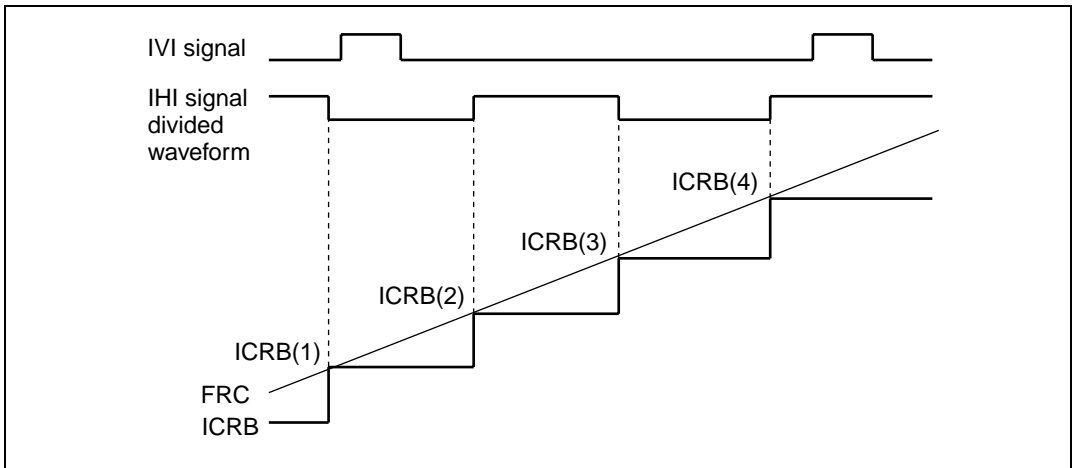 IVI signal
IHI signal
divided
waveform
ICRB(4)
ICRB(3)
ICRB(2)
ICRB(1)
FRC
ICRB